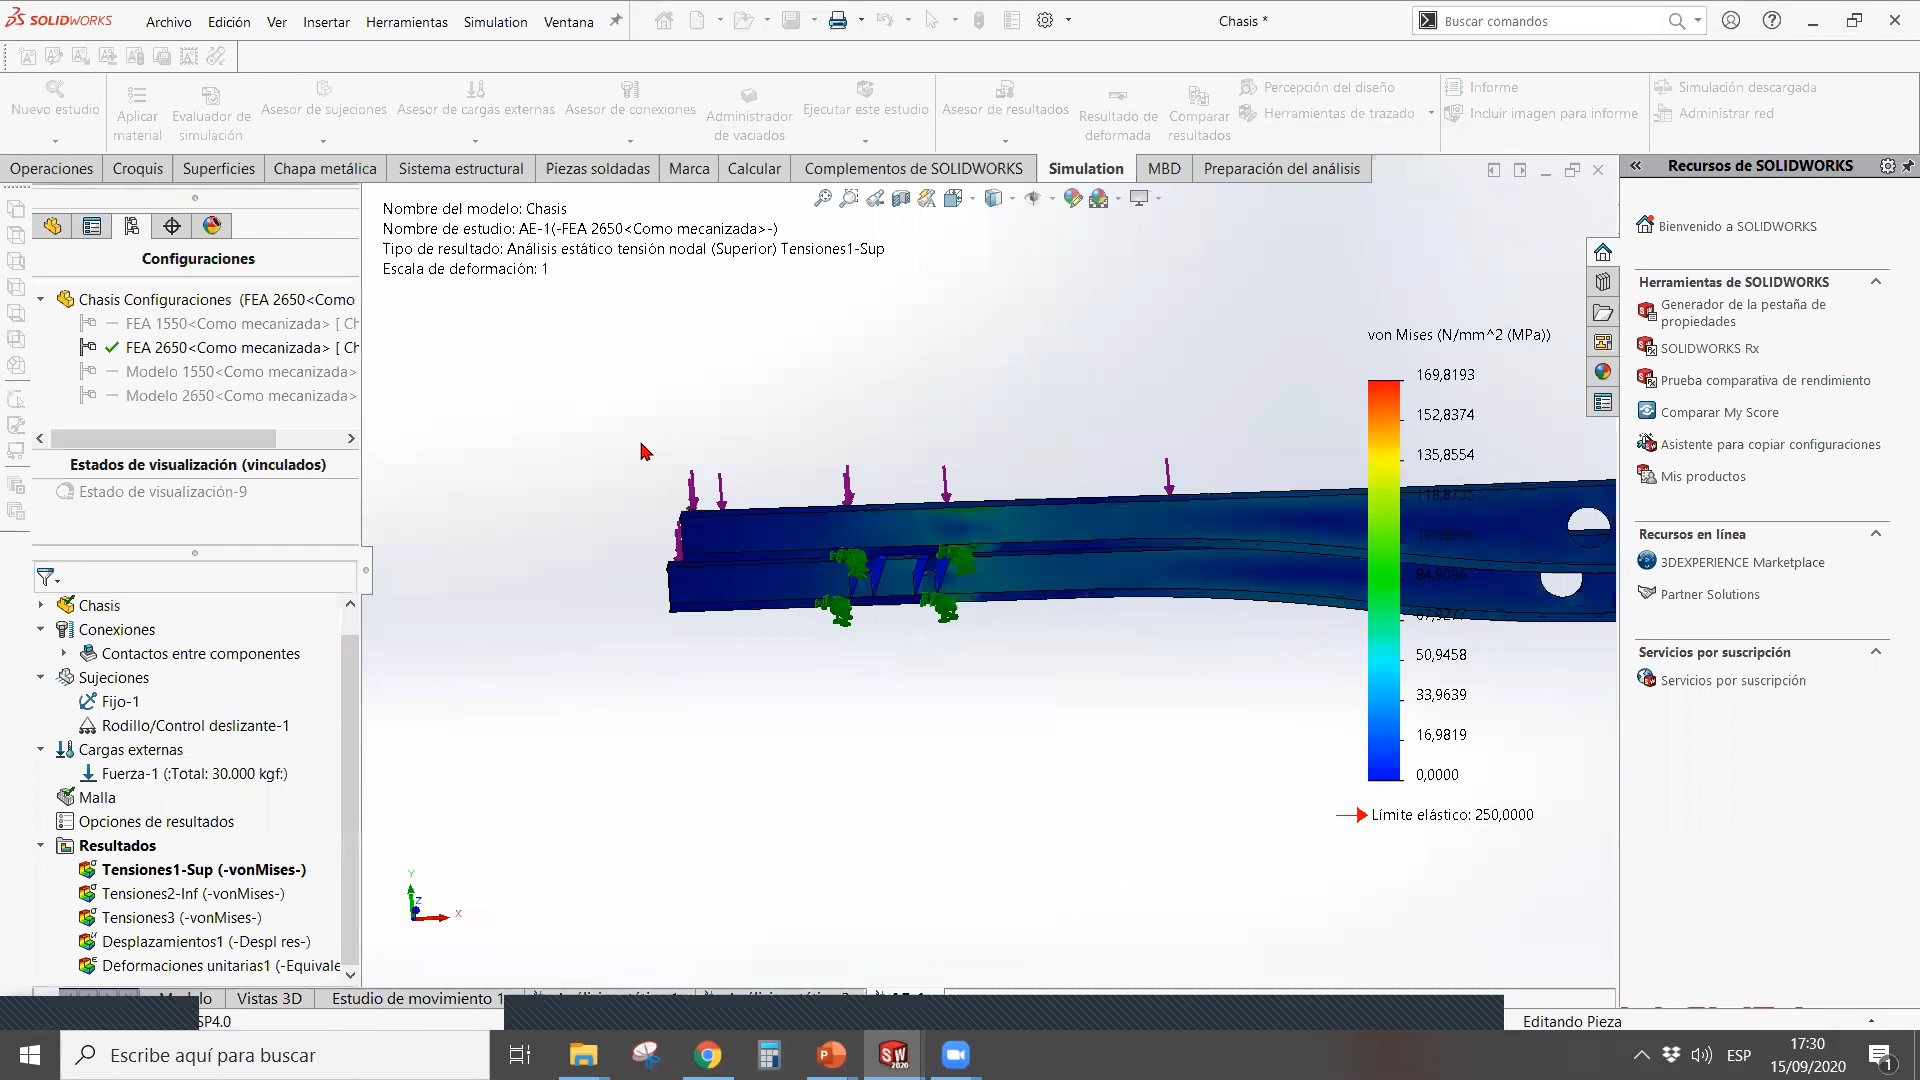 SOLIDWORKS
Archivo Edición Ver Insertar Herramientas Simulation Ventana
Chasis *
Buscar comandos
Nuevo estudio
Aplicar material
Evaluador de simulación
Asesor de sujeciones
Asesor de cargas externas
Asesor de conexiones
Administrador de vaciados
Ejecutar este estudio
Asesor de resultados
Resultado de deformada
Comparar resultados
Percepción del diseño
Herramientas de trazado
Informe
Incluir imagen para informe
Simulación descargada
Administrar red
Operaciones Croquis Superficies Chapa metálica Sistema estructural Piezas soldadas Marca Calcular Complementos de SOLIDWORKS Simulation MBD Preparación del análisis
Configuraciones
Chasis Configuraciones (FEA 2650<Como
FEA 1550<Como mecanizada> [ Ch
FEA 2650<Como mecanizada> [ Ch
Modelo 1550<Como mecanizada>
Modelo 2650<Como mecanizada>
Estados de visualización (vinculados)
Estado de visualización-9
Chasis
Conexiones
Contactos entre componentes
Sujeciones
Fijo-1
Rodillo/Control deslizante-1
Cargas externas
Fuerza-1 (:Total: 30.000 kgf:)
Malla
Opciones de resultados
Resultados
Tensiones1-Sup (-vonMises-)
Tensiones2-Inf (-vonMises-)
Tensiones3 (-vonMises-)
Desplazamientos1 (-Despl res-)
Deformaciones unitarias1 (-Equivale
Nombre del modelo: Chasis
Nombre de estudio: AE-1(-FEA 2650<Como mecanizada>-)
Tipo de resultado: Análisis estático tensión nodal (Superior) Tensiones1-Sup
Escala de deformación: 1
von Mises (N/mm^2 (MPa))
169,8193
152,8374
135,8554
84,9096
67,9277
50,9458
33,9639
16,9819
0,0000
Límite elástico: 250,0000
Y
Z
X
Recursos de SOLIDWORKS
Bienvenido a SOLIDWORKS
Herramientas de SOLIDWORKS
Generador de la pestaña de
propiedades
SOLIDWORKS Rx
Prueba comparativa de rendimiento
Comparar My Score
Asistente para copiar configuraciones
Mis productos
Recursos en línea
3DEXPERIENCE Marketplace
Partner Solutions
Servicios por suscripción
Servicios por suscripción
Vistas 3D Estudio de movimiento 1
SP4.0
Editando Pieza
Escribe aquí para buscar
ESP
17:30
15/09/2020
1